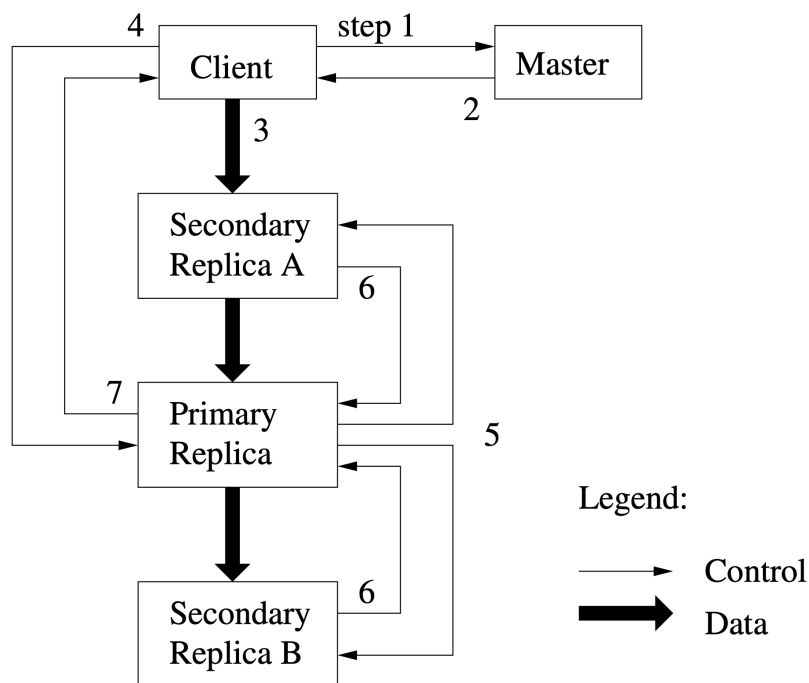 4
step 1
Client
Master
2
3
Secondary
Replica A
6
7
Primary
Replica
5
Legend:
Control
6
Secondary
Replica B
Data